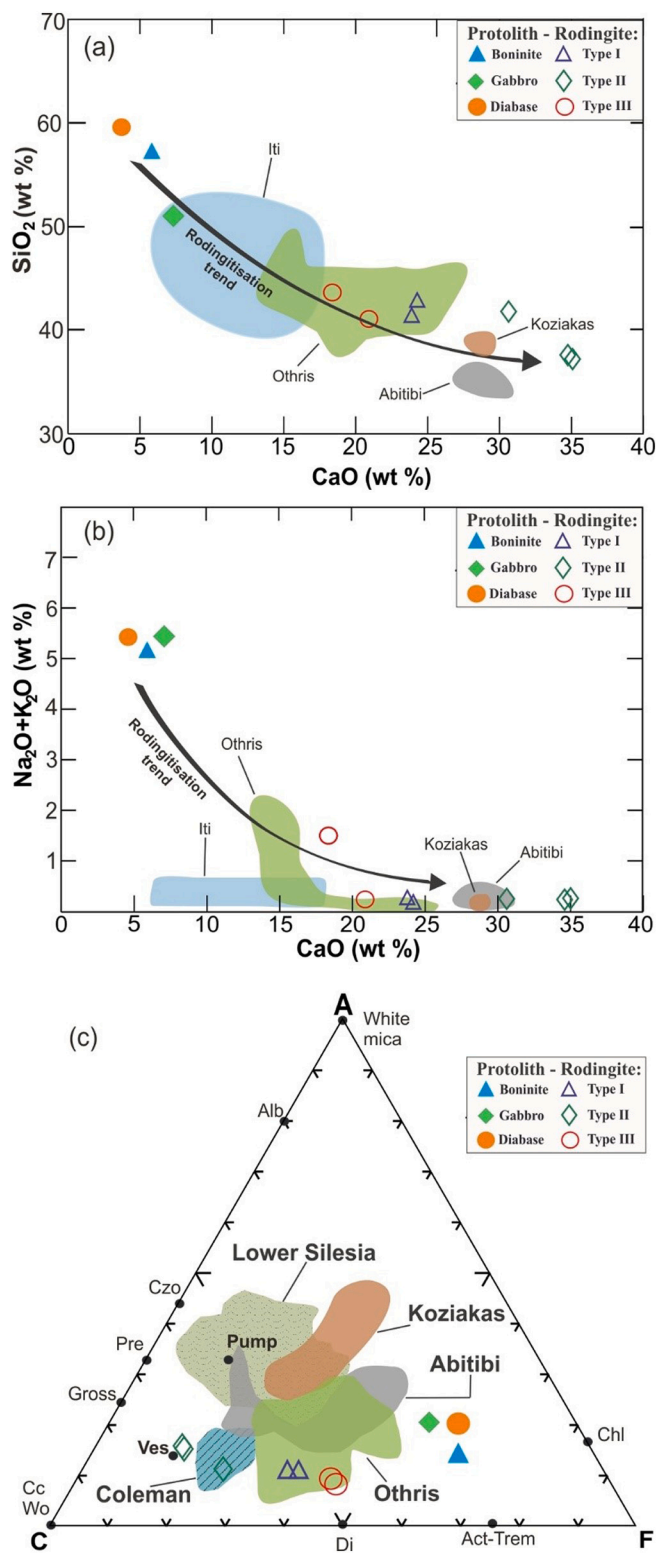 70
(a)
Protolith - Rodingite:
Boninite Type I
Gabbro Type II
Diabase Type III
60
Iti
50
SiO2 (wt %)
Rodingitisation
trend
Koziakas
40
Othris
Abitibi
30
0 5 10 15 20 25 30 35 40
CaO (wt %)
(b)
Protolith - Rodingite:
Boninite Type I
Gabbro Type II
Diabase Type III
7
6
5
4
3
2
1
Na2O+K2O (wt %)
Rodingitisation
trend
Othris
Iti
Koziakas
Abitibi
0 5 10 15 20 25 30 35 40
CaO (wt %)
(c)
A
White
mica
Protolith - Rodingite:
Boninite Type I
Gabbro Type II
Diabase Type III
Alb
Lower Silesia
Czo
Koziakas
Pump
Pre
Abitibi
Gross
Chl
Ves
Coleman
Othris
Cc
Wo
C
Di
Act-Trem
F